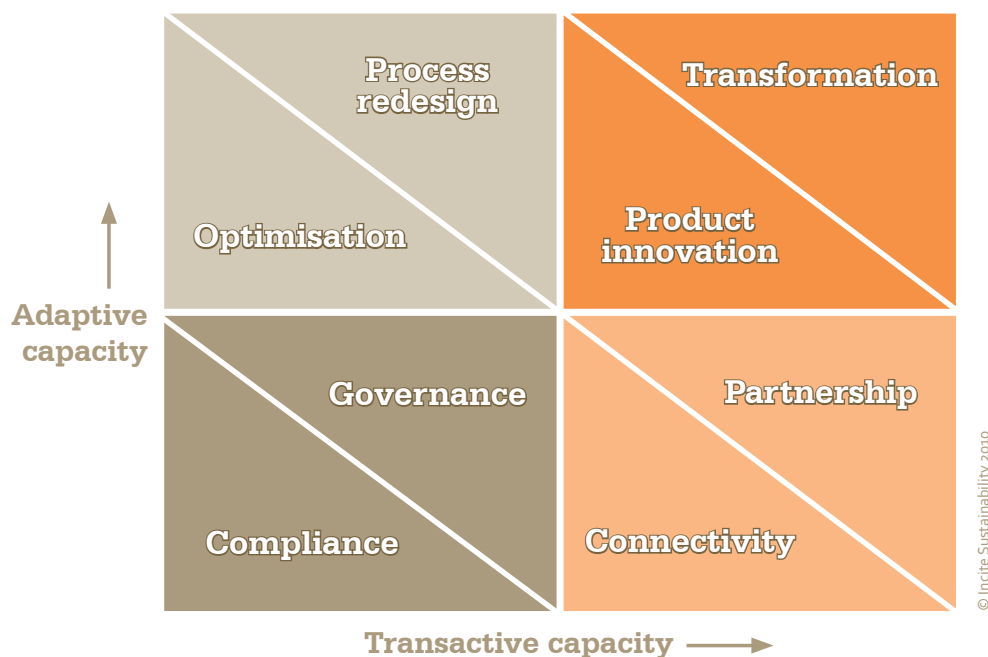 Process
redesign
Transformation
Optimisation
Product
innovation
Adaptive
capacity
Governance
Partnership
Compliance
Connectivity
Transactive capacity
© Incite Sustainability 2010